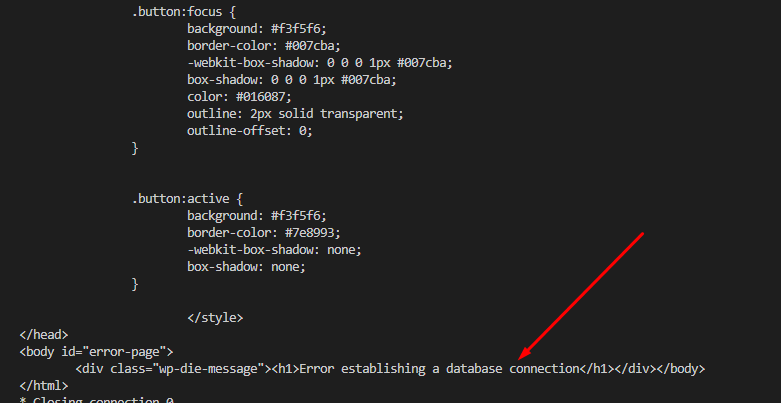 .button:focus {
background: #f3f5f6;
border-color: #007cba;
-webkit-box-shadow: 0 0 0 1px #007cba;
box-shadow: 0 0 0 1px #007cba;
color: #016087;
outline: 2px solid transparent;
outline-offset: 0;
}
.button:active {
background: #f3f5f6;
border-color: #7e8993;
-webkit-box-shadow: none;
box-shadow: none;
}
</style>
</head>
<body id="error-page">
<div class="wp-die-message"><h1>Error establishing a database connection</h1></div></body>
</html>
* Closing connection 0